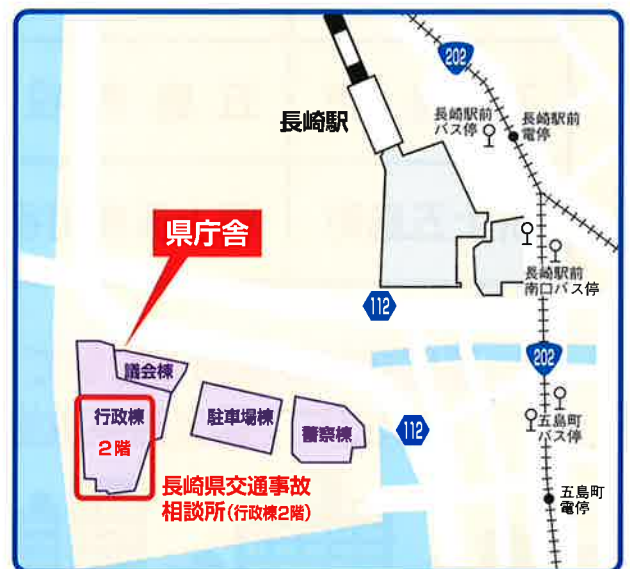 202
長崎駅前
バス停
長崎駅前
電停
長崎駅
県庁舎
長崎駅前
南口バス停
112
202
議会棟
行政棟
2階
駐車場棟
警察棟
112
五島町
バス停
長崎県交通事故
相談所(行政棟2階)
五島町
電停